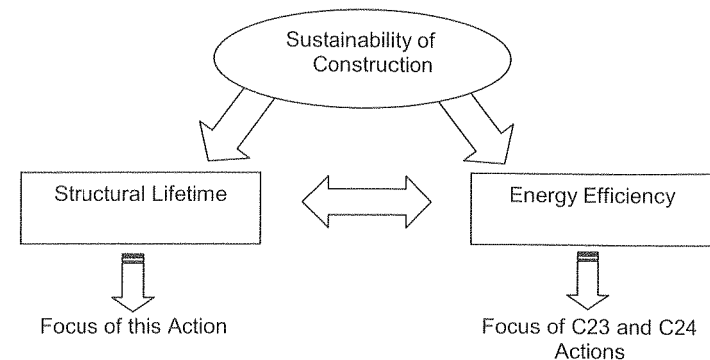 Sustainability of
Construction
Structural Lifetime
Energy Efficiency
Focus of this Action
Focus of C23 and C24
Actions